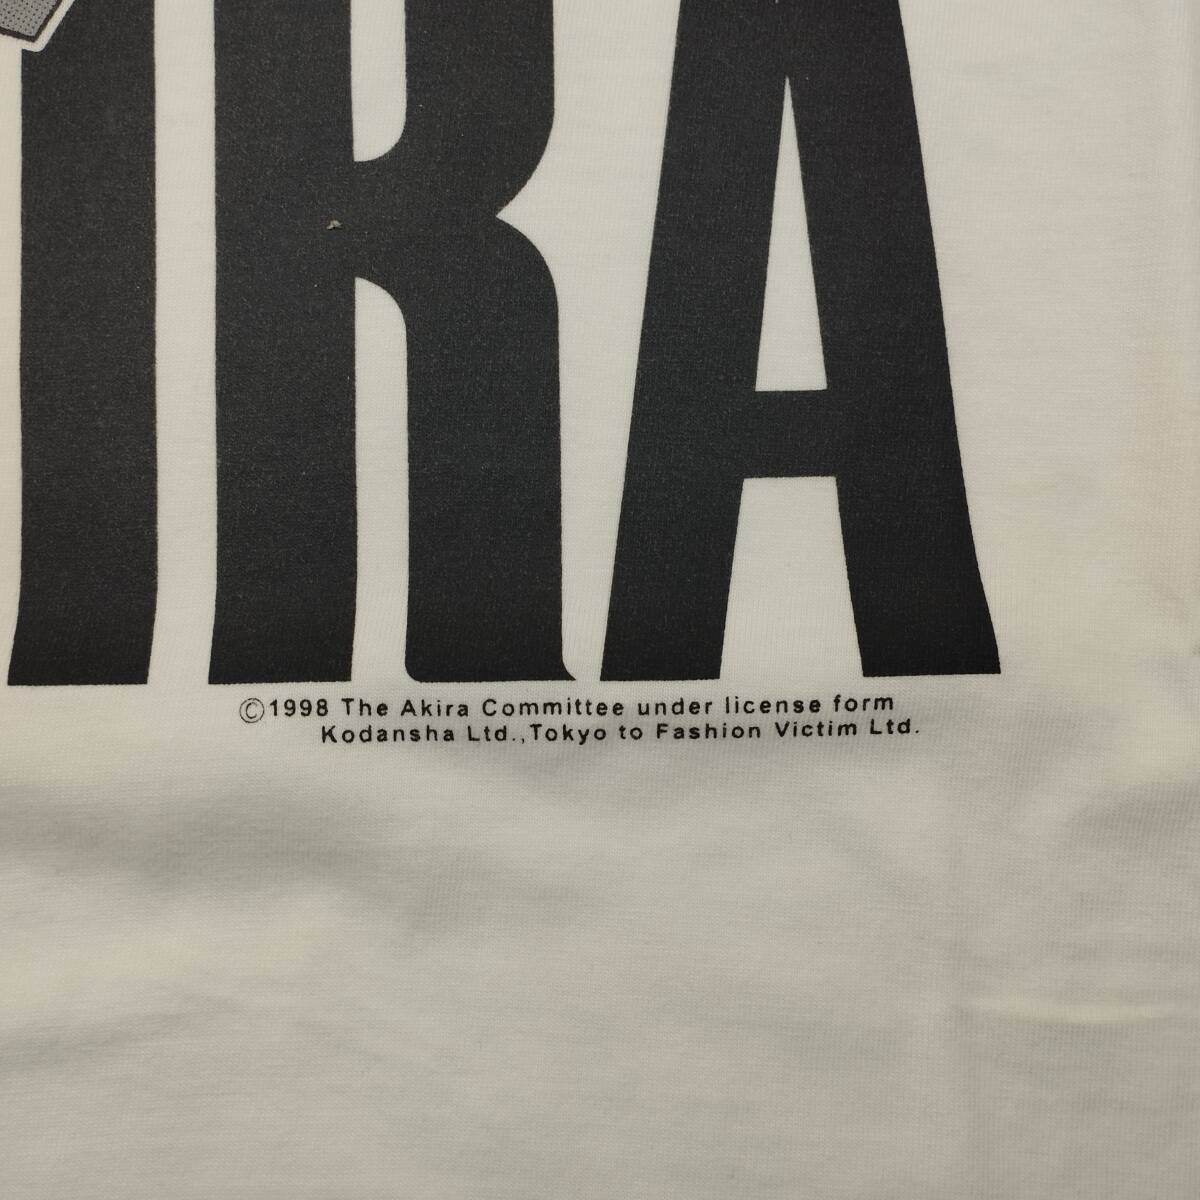 IRA
©1998 The Akira Committee under license form
Kodansha Ltd.,Tokyo to Fashion Victim Ltd.